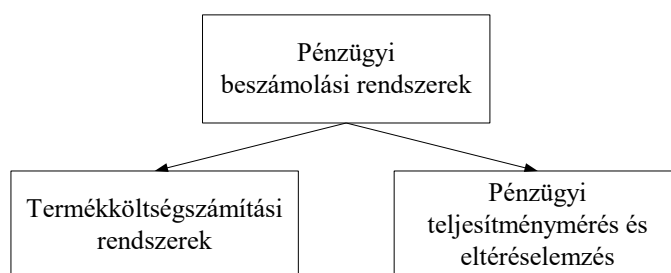 Pénzügyi
beszámolási rendszerek
Termékköltségszámítási
rendszerek
Pénzügyi
teljesítménymérés és
eltéréselemzés